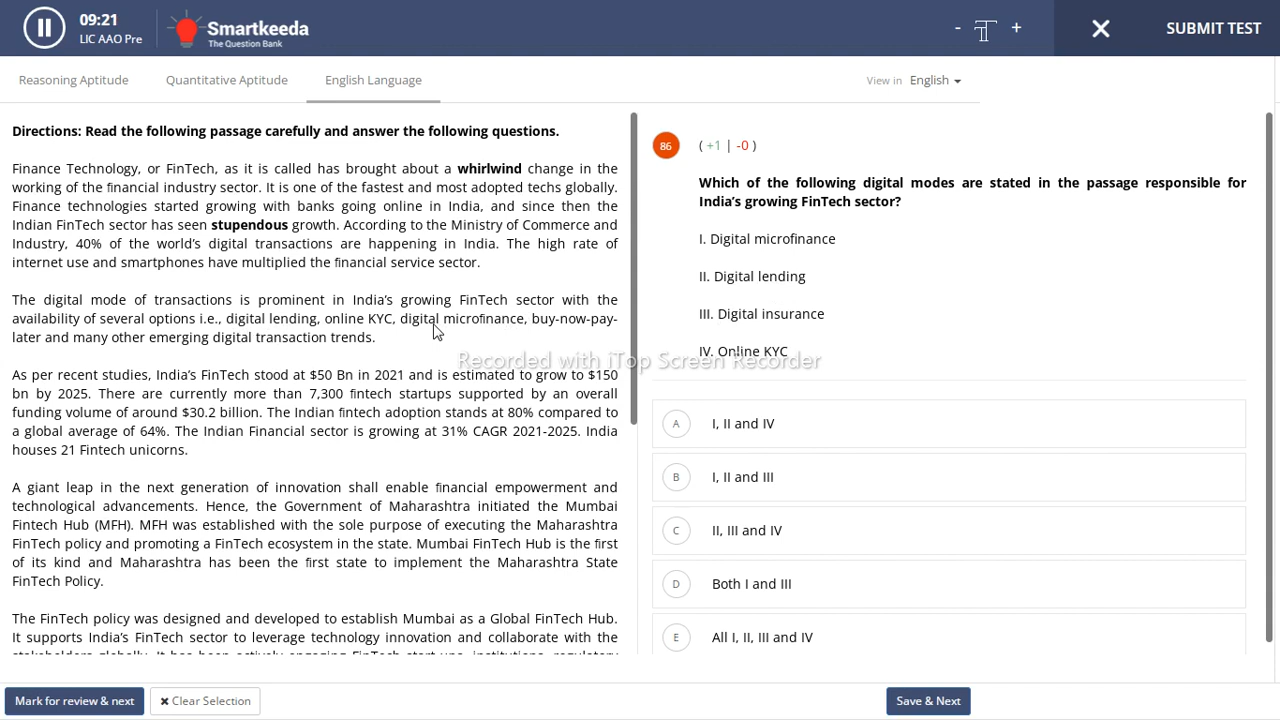 09:21
LIC AAO Pre
Smartkeeda
The Question Bank
- T +
SUBMIT TEST
Reasoning Aptitude
Quantitative Aptitude
English Language
View in English
Directions: Read the following passage carefully and answer the following questions.
Finance Technology, or FinTech, as it is called has brought about a whirlwind change in the
working of the financial industry sector. It is one of the fastest and most adopted techs globally.
Finance technologies started growing with banks going online in India, and since then the
Indian FinTech sector has seen stupendous growth. According to the Ministry of Commerce and
Industry, 40% of the world's digital transactions are happening in India. The high rate of
internet use and smartphones have multiplied the financial service sector.
The digital mode of transactions is prominent in India's growing FinTech sector with the
availability of several options i.e., digital lending, online KYC, digital microfinance, buy-now-pay-
later and many other emerging digital transaction trends.
As per recent studies, India's FinTech stood at $50 Bn in 2021 and is estimated to grow to $150
bn by 2025. There are currently more than 7,300 fintech startups supported by an overall
funding volume of around $30.2 billion. The Indian fintech adoption stands at 80% compared to
a global average of 64%. The Indian Financial sector is growing at 31% CAGR 2021-2025. India
houses 21 Fintech unicorns.
A giant leap in the next generation of innovation shall enable financial empowerment and
technological advancements. Hence, the Government of Maharashtra initiated the Mumbai
Fintech Hub (MFH). MFH was established with the sole purpose of executing the Maharashtra
FinTech policy and promoting a FinTech ecosystem in the state. Mumbai FinTech Hub is the first
of its kind and Maharashtra has been the first state to implement the Maharashtra State
FinTech Policy.
The FinTech policy was designed and developed to establish Mumbai as a Global FinTech Hub.
It supports India's FinTech sector to leverage technology innovation and collaborate with the
stakeholders globally. It has been actively engaging FinTech start-ups, institutions, regulatory
86
( +1 | -0 )
Which of the following digital modes are stated in the passage responsible for
India's growing FinTech sector?
I. Digital microfinance
II. Digital lending
III. Digital insurance
IV. Online KYC
Recorded with iTop Screen Recorder
A I, II and IV
B I, II and III
C II, III and IV
D Both I and III
E All I, II, III and IV
Mark for review & next
Clear Selection
Save & Next